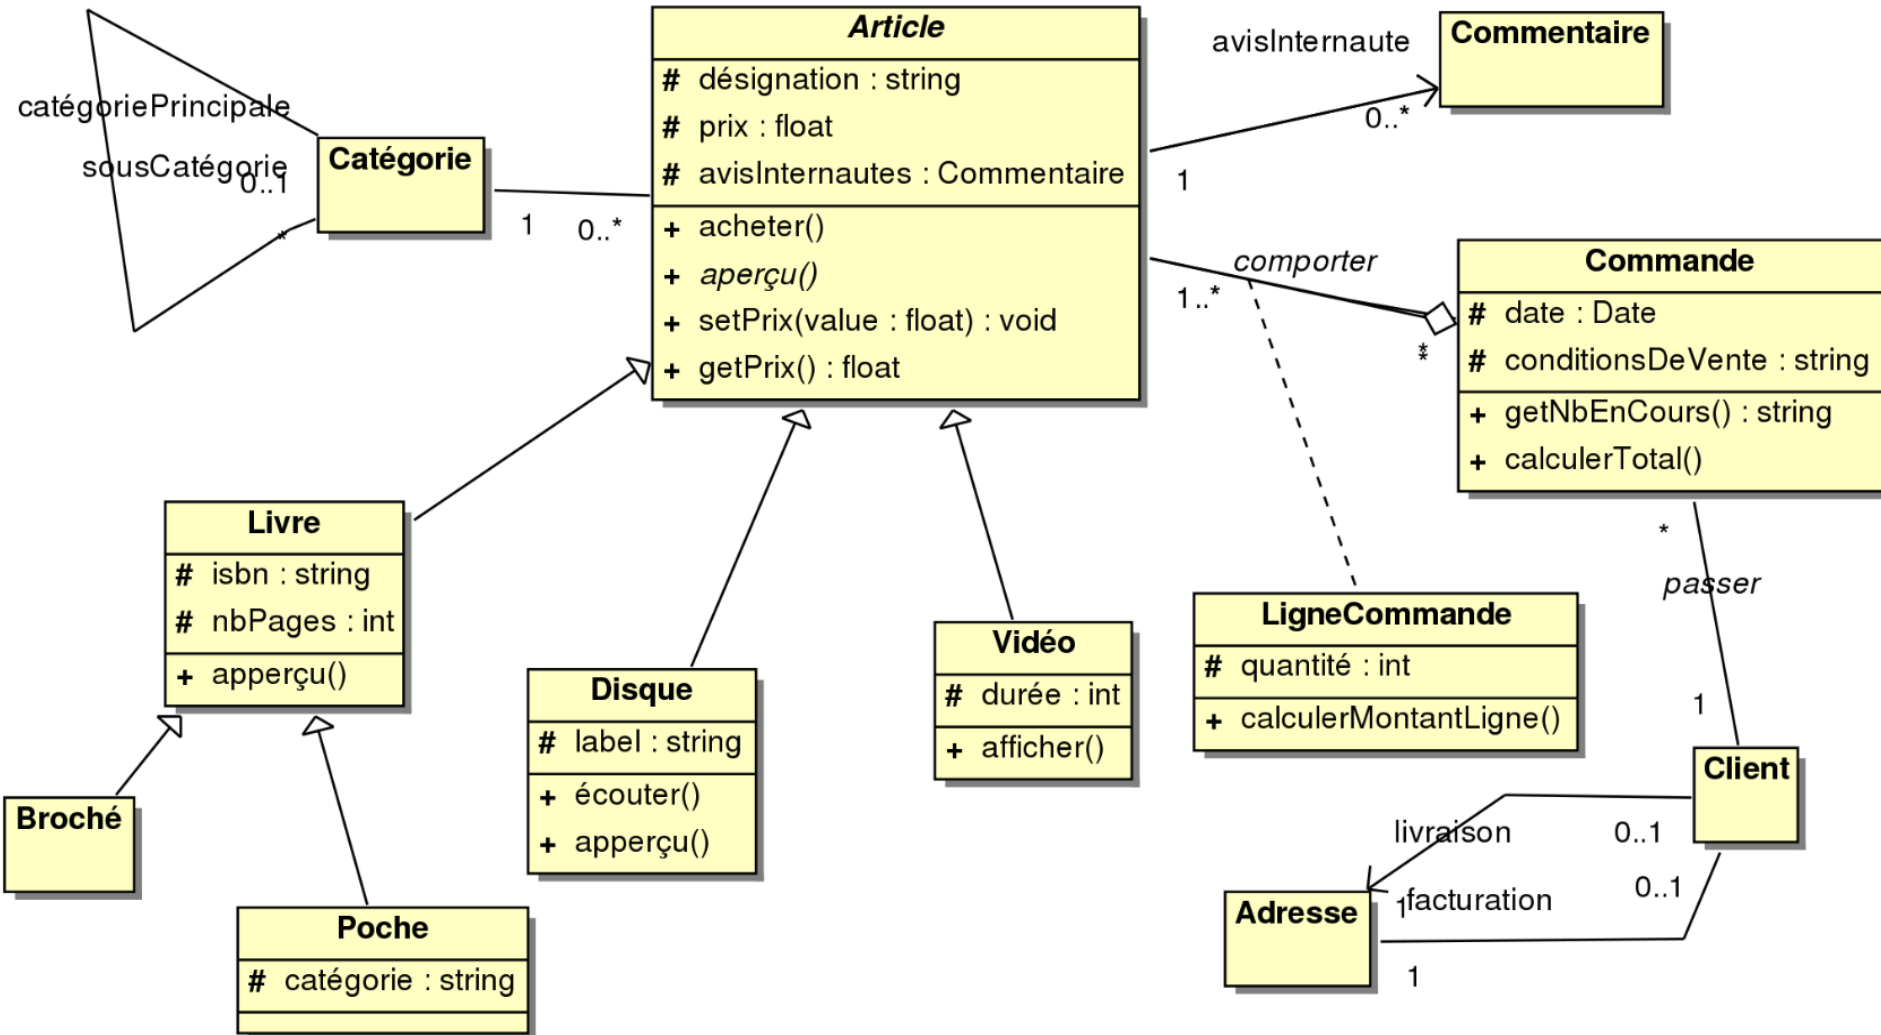 Article
# désignation : string
# prix : float
# avisInternautes : Commentaire
+ acheter()
+ aperçu()
+ setPrix(value : float) : void
+ getPrix() : float
avisInternaute
Commentaire
0..*
1
catégoriePrincipale
sousCatégorie
0..1
*
Catégorie
1
0..*
comporter
1..*
*
*
Commande
# date : Date
# conditionsDeVente : string
+ getNbEnCours() : string
+ calculerTotal()
*
passer
1
Livre
# isbn : string
# nbPages : int
+ apperçu()
Disque
# label : string
+ écouter()
+ apperçu()
Vidéo
# durée : int
+ afficher()
LigneCommande
# quantité : int
+ calculerMontantLigne()
Client
Broché
Poche
# catégorie : string
livraison
0..1
1
facturation
0..1
Adresse
1